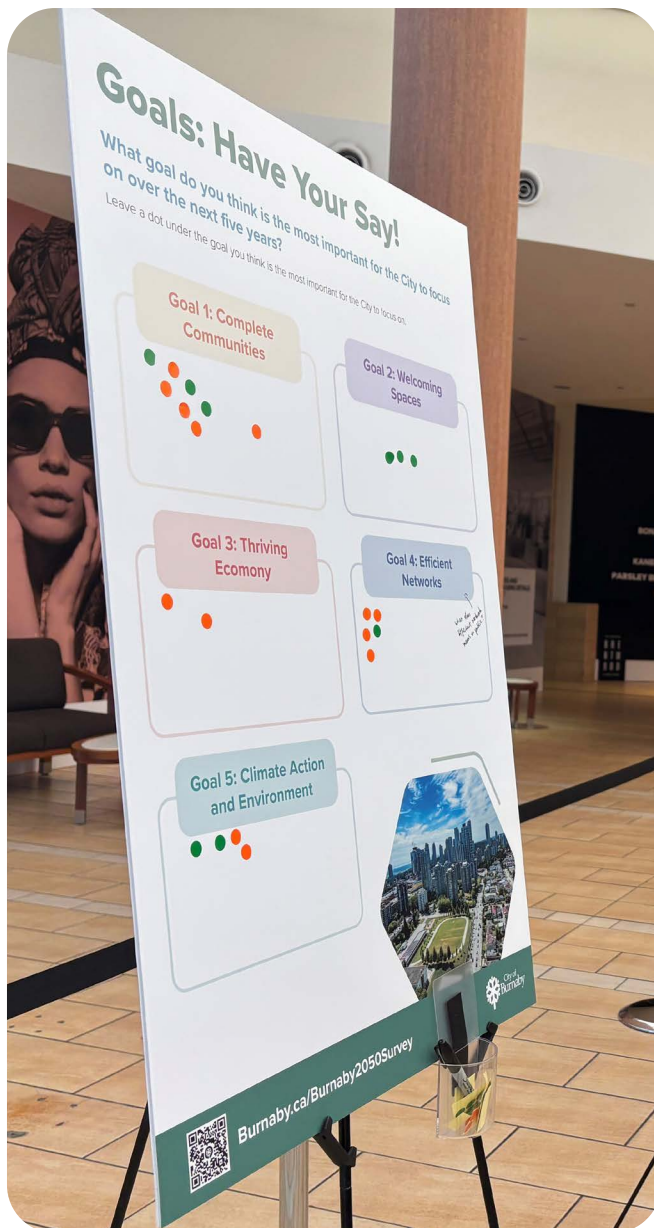 Goals: Have Your Say!
What goal do you think is the most important for the City to focus
on over the next five years?
Leave a dot under the goal you think is the most important for the City to focus on.
Goal 1: Complete
Communities
Goal 2: Welcoming
Spaces
Goal 3: Thriving
Ecomony
Goal 4: Efficient
Networks
Goal 5: Climate Action
and Environment
City of
Burnaby
Burnaby.ca/Burnaby2050Survey
KANE
PARSLEY B